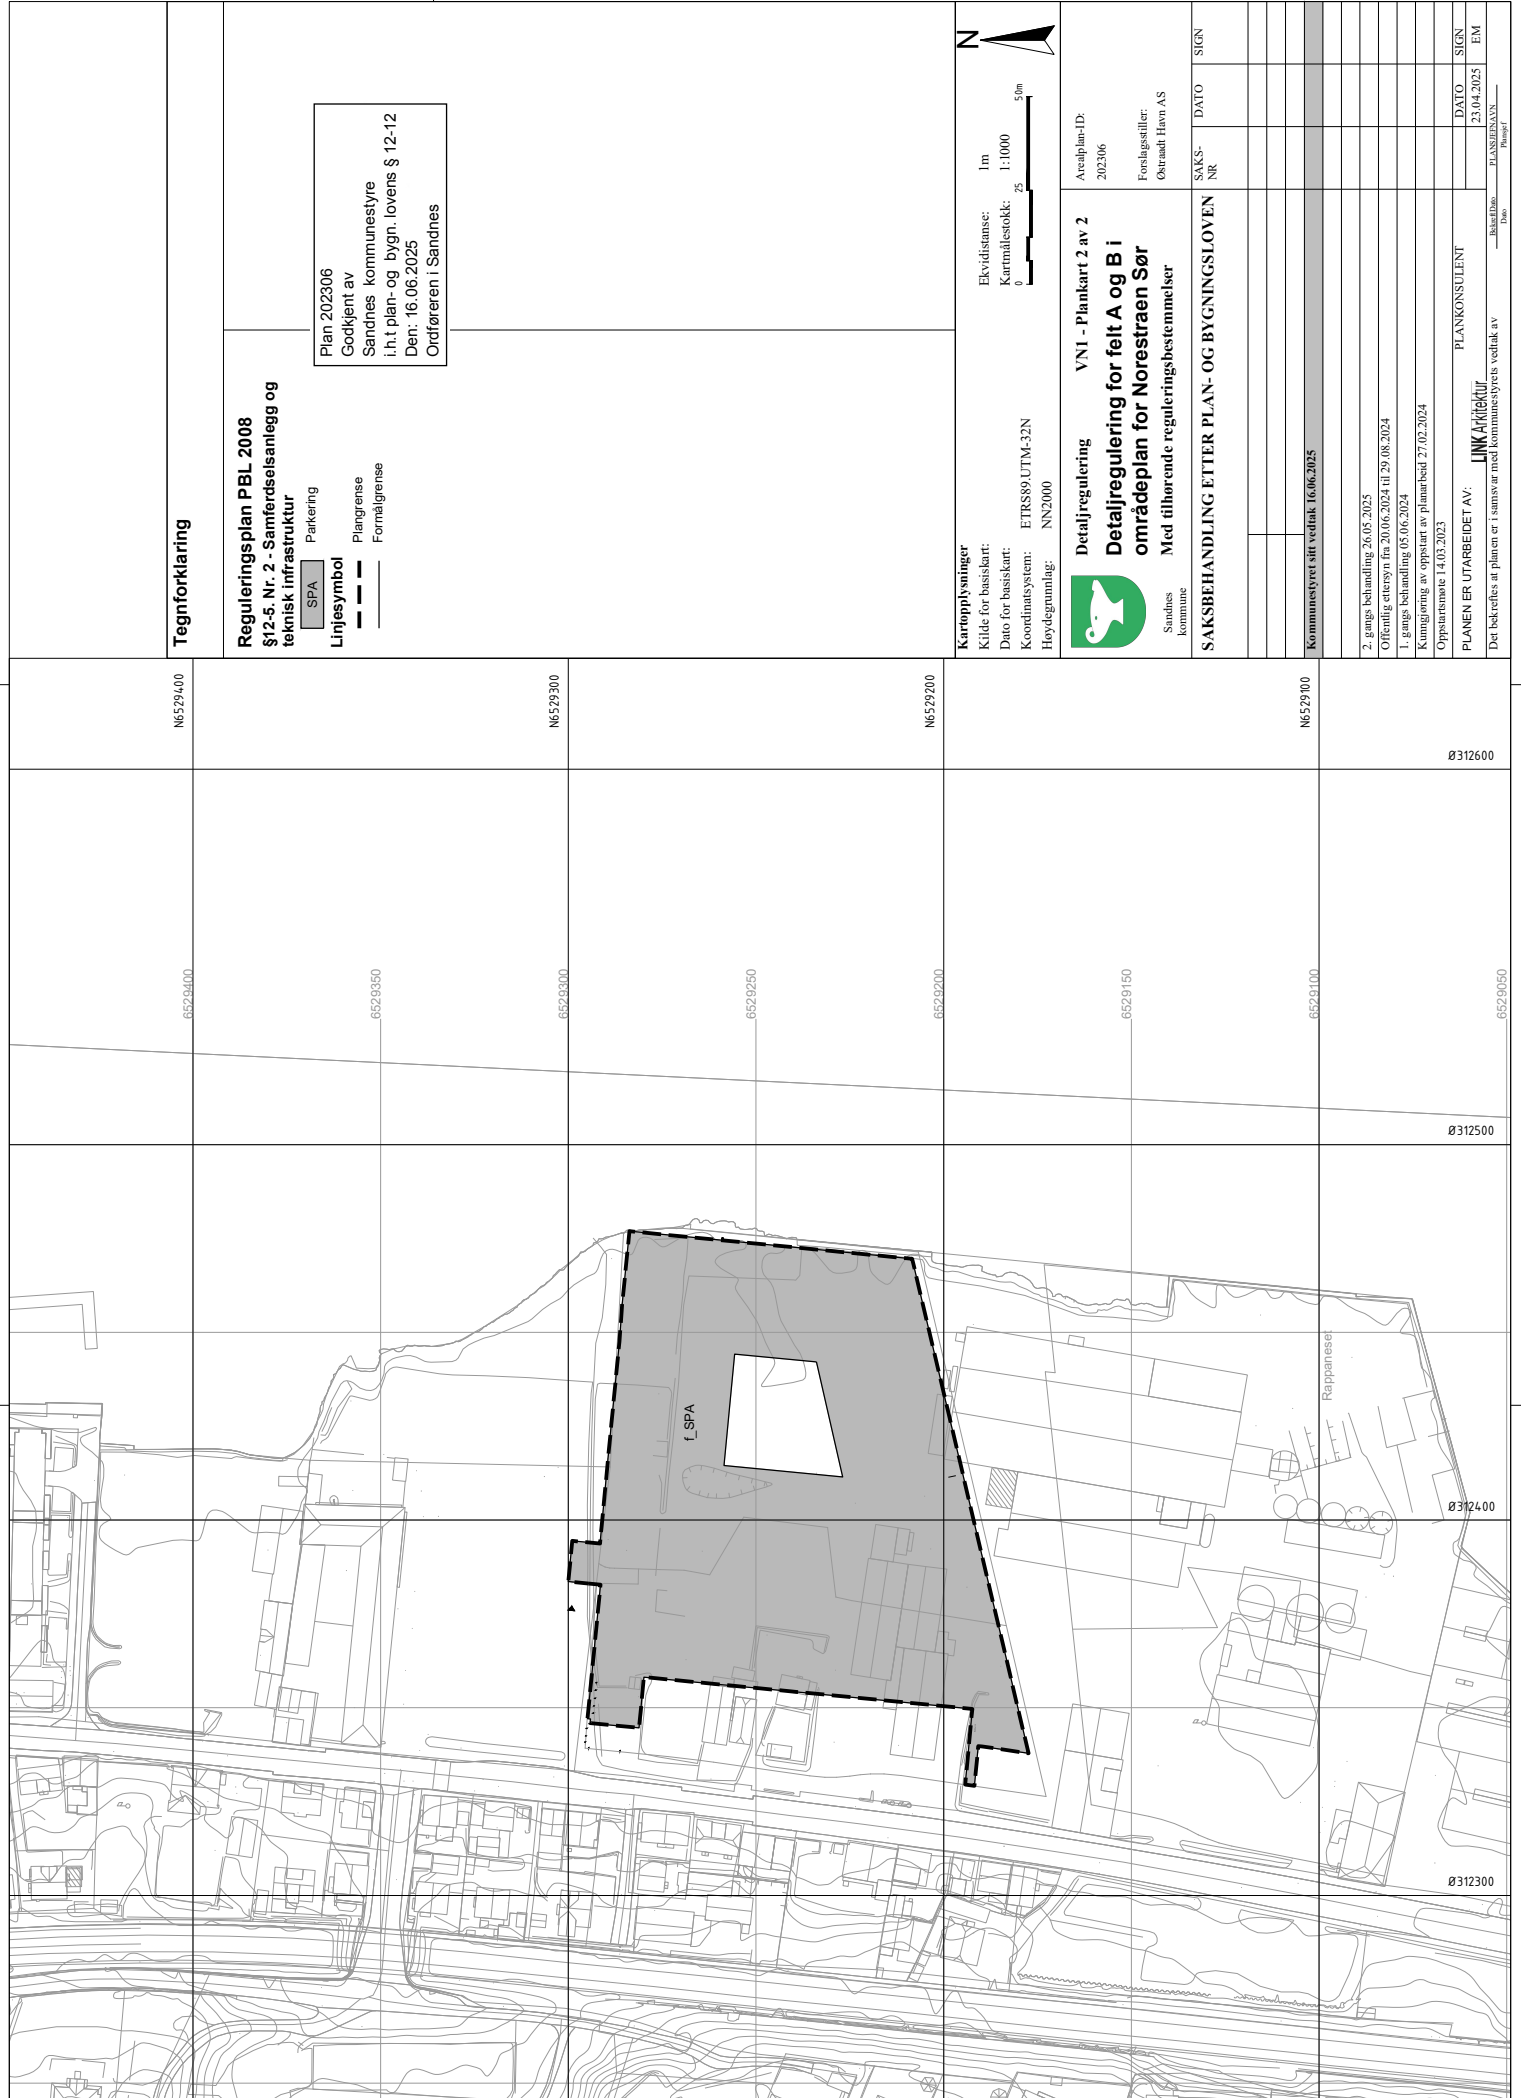 Tegnforklaring
Reguleringsplan PBL 2008
§12-5. Nr. 2 - Samferdselsanlegg og
teknisk infrastruktur
SPA Parkering
Linjesymbol
Plangrense
Formålgrense
Plan 202306
Godkjent av
Sandnes kommunestyre
i.h.t plan- og bygn. lovens § 12-12
Den: 16.06.2025
Ordføreren i Sandnes
Kartopplysninger
Kilde for basiskart:
Dato for basiskart:
Koordinatsystem: ETRS89.UTM-32N
Høydegrunnlag: NN2000
Ekvidistanse: 1m
Kartmålestokk: 1:1000
0 25 50m
N
Sandnes
kommune
Detaljregulering VN1 - Plankart 2 av 2
Detaljregulering for felt A og B i
områdeplan for Norestraen Sør
Med tilhørende reguleringsbestemmelser
Arealplan-ID:
202306
Forslagsstiller:
Østraadt Havn AS
SAKSBEHANDLING ETTER PLAN- OG BYGNINGSLOVEN SAKS-NR DATO SIGN
Kommunestyret sitt vedtak 16.06.2025
2. gangs behandling 26.05.2025
Offentlig ettersyn fra 20.06.2024 til 29.08.2024
1. gangs behandling 05.06.2024
Kunngjøring av oppstart av planarbeid 27.02.2024
Oppstartsmøte 14.03.2023
PLANEN ER UTARBEIDET AV: PLANKONSULENT DATO SIGN
LINK Arkitektur 23.04.2025 EM
Det bekreftes at planen er i samsvar med kommunestyrets vedtak av
BekreftDato PLANSJEFNAVN
Dato Plansjef
N6529400
N6529300
N6529200
N6529100
Ø312600
Ø312500
Ø312400
Ø312300
6529400
6529350
6529300
6529250
6529200
6529150
6529100
6529050
f_SPA
Rappaneset